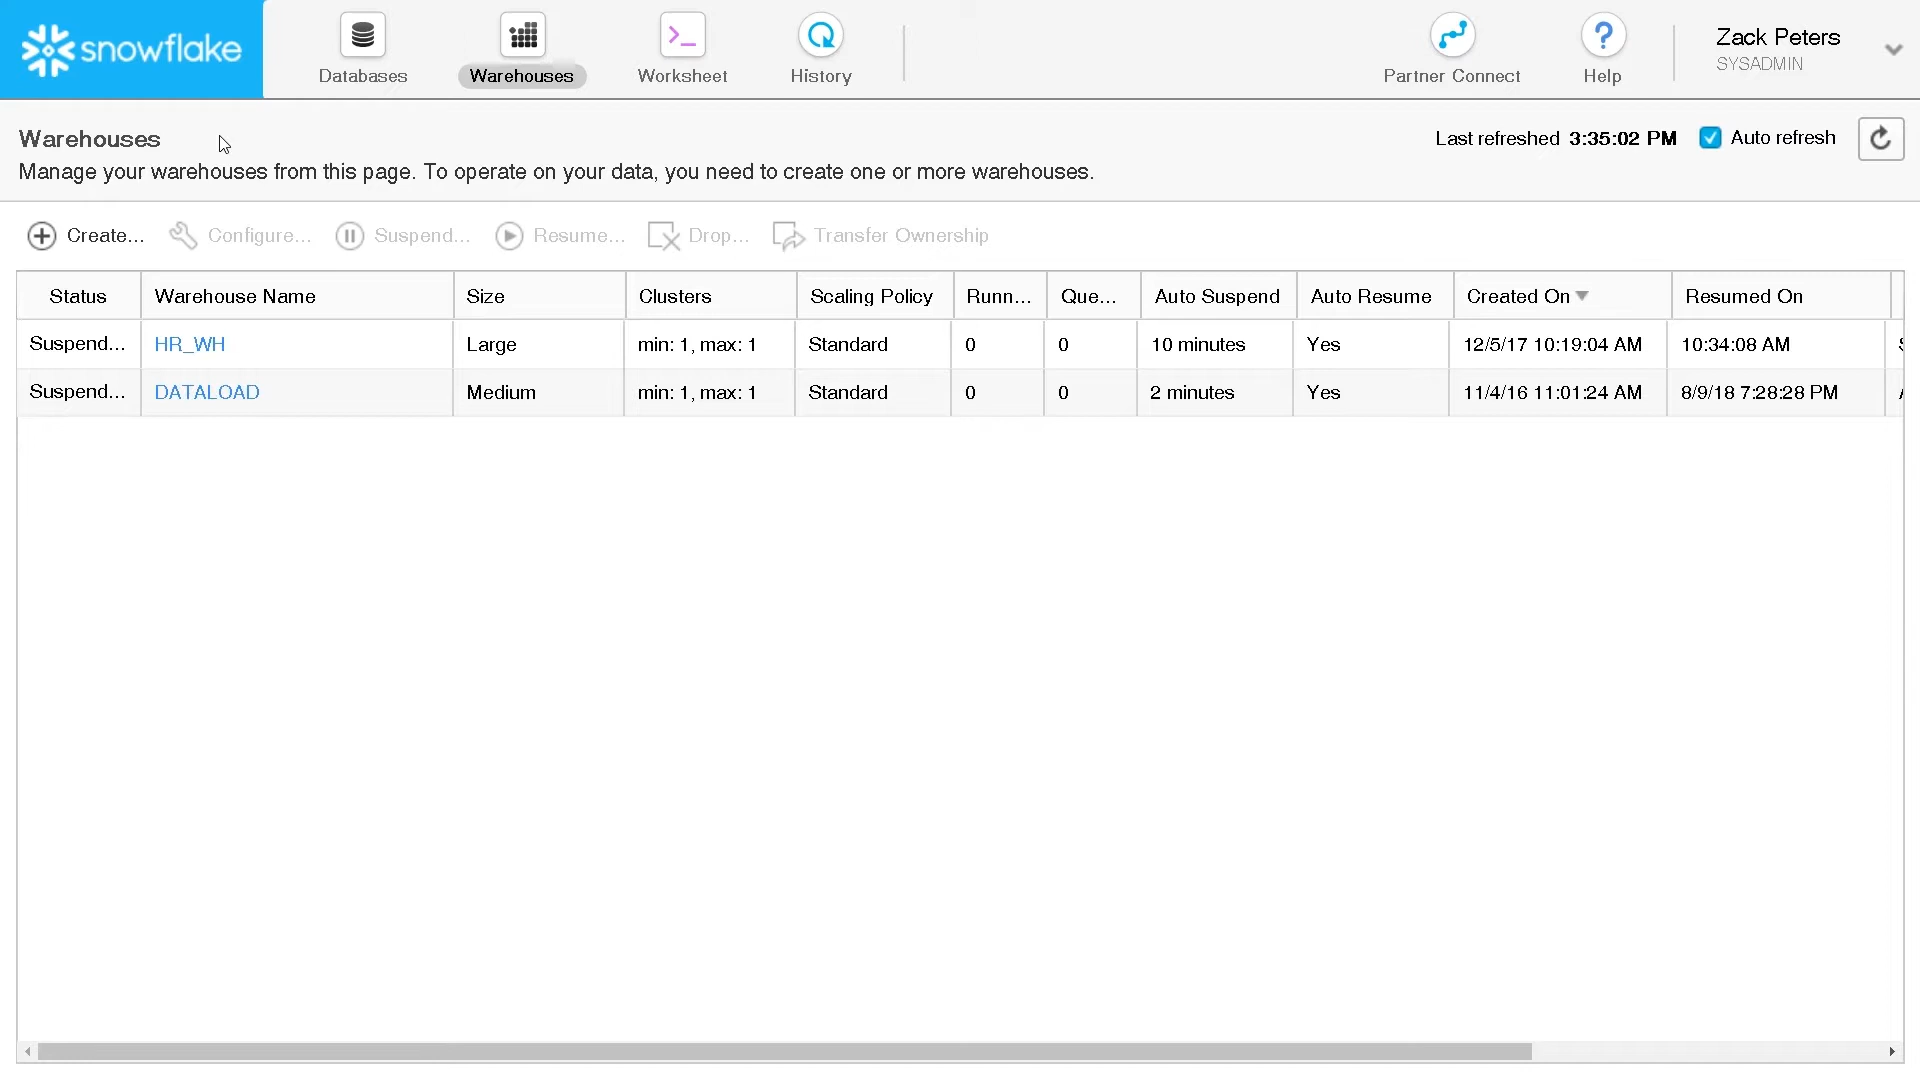 snowflake
Databases
Warehouses
Worksheet
History
Partner Connect
Help
Zack Peters
SYSADMIN
Warehouses
Manage your warehouses from this page. To operate on your data, you need to create one or more warehouses.
Last refreshed 3:35:02 PM
Auto refresh
Create... Configure... Suspend... Resume... Drop... Transfer Ownership
Status Warehouse Name Size Clusters Scaling Policy Runn... Que... Auto Suspend Auto Resume Created On Resumed On
Suspend... HR_WH Large min: 1, max: 1 Standard 0 0 10 minutes Yes 12/5/17 10:19:04 AM 10:34:08 AM
Suspend... DATALOAD Medium min: 1, max: 1 Standard 0 0 2 minutes Yes 11/4/16 11:01:24 AM 8/9/18 7:28:28 PM